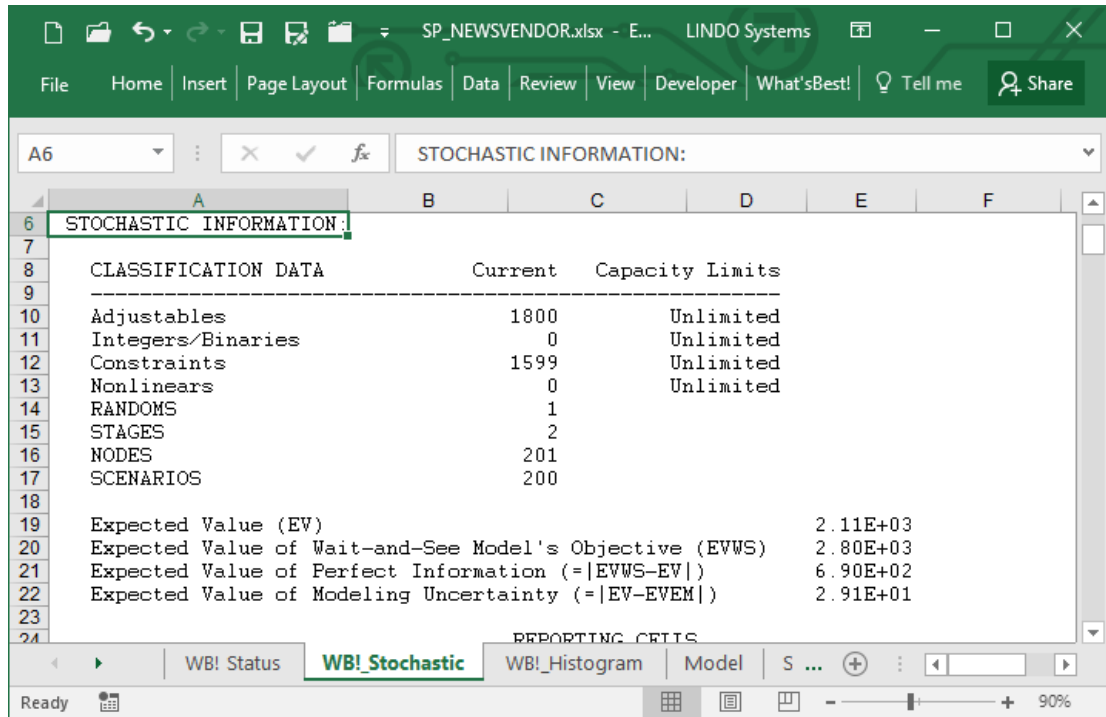 SP_NEWSVENDOR.xlsx - E... LINDO Systems
File Home Insert Page Layout Formulas Data Review View Developer What'sBest! Tell me Share
A6 fx STOCHASTIC INFORMATION:
A B C D E F
6 STOCHASTIC INFORMATION:
7
8 CLASSIFICATION DATA Current Capacity Limits
9 --------------------------------------------------------
10 Adjustables 1800 Unlimited
11 Integers/Binaries 0 Unlimited
12 Constraints 1599 Unlimited
13 Nonlinears 0 Unlimited
14 RANDOMS 1
15 STAGES 2
16 NODES 201
17 SCENARIOS 200
18
19 Expected Value (EV) 2.11E+03
20 Expected Value of Wait-and-See Model's Objective (EVWS) 2.80E+03
21 Expected Value of Perfect Information (=|EVWS-EV|) 6.90E+02
22 Expected Value of Modeling Uncertainty (=|EV-EVEM|) 2.91E+01
23
24 REPORTING CELLS
WB! Status WB!_Stochastic WB!_Histogram Model S ...
Ready 90%